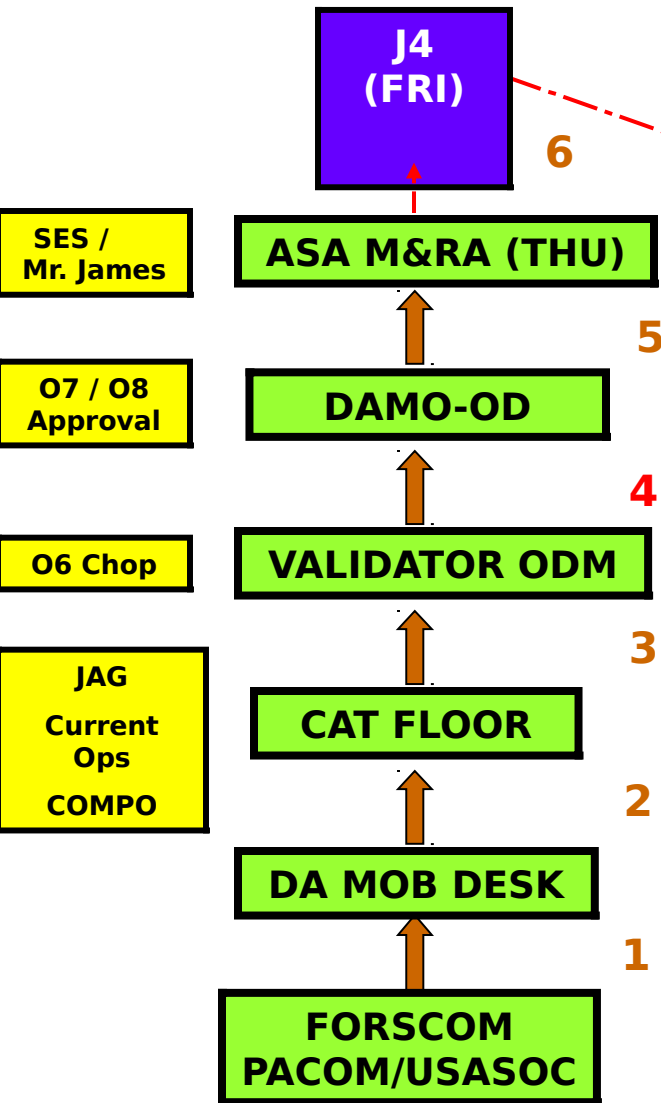 J4
(FRI)
6
SES /
Mr. James
ASA M&RA (THU)
5
O7 / O8
Approval
DAMO-OD
4
O6 Chop
VALIDATOR ODM
3
JAG
Current
Ops
COMPO
CAT FLOOR
2
DA MOB DESK
1
FORSCOM
PACOM/USASOC